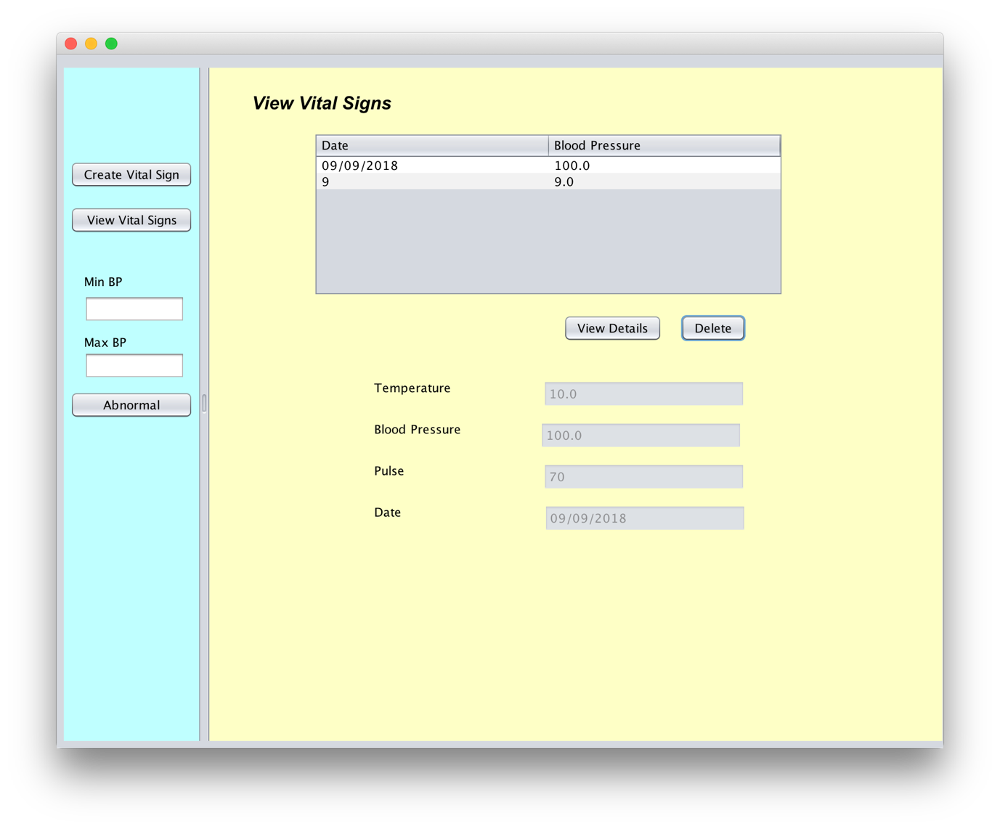 View Vital Signs
Create Vital Sign
View Vital Signs
Min BP
Max BP
Abnormal
Date Blood Pressure
09/09/2018 100.0
9 9.0
View Details Delete
Temperature 10.0
Blood Pressure 100.0
Pulse 70
Date 09/09/2018